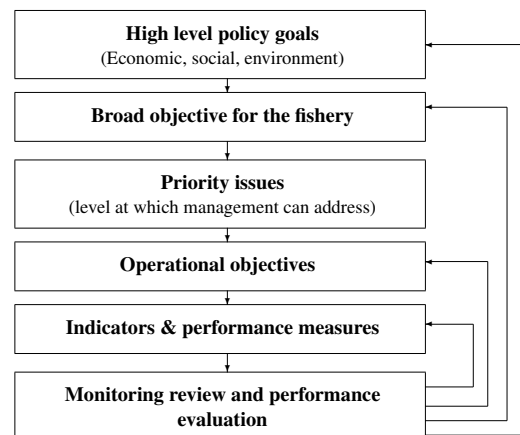 High level policy goals
(Economic, social, environment)
Broad objective for the fishery
Priority issues
(level at which management can address)
Operational objectives
Indicators & performance measures
Monitoring review and performance
evaluation